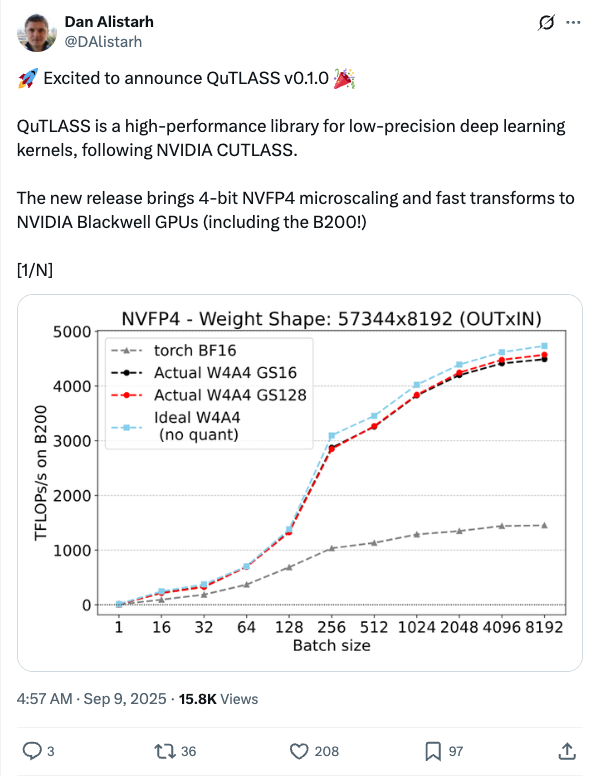 Dan Alistarh
@DAlistarh
🚀 Excited to announce QuTLASS v0.1.0 🎉
QuTLASS is a high-performance library for low-precision deep learning
kernels, following NVIDIA CUTLASS.
The new release brings 4-bit NVFP4 microscaling and fast transforms to
NVIDIA Blackwell GPUs (including the B200!)
[1/N]
NVFP4 - Weight Shape: 57344x8192 (OUTxIN)
torch BF16
Actual W4A4 GS16
Actual W4A4 GS128
Ideal W4A4
(no quant)
TFLOPs/s on B200
5000
4000
3000
2000
1000
0
1 16 32 64 128 256 512 1024 2048 4096 8192
Batch size
4:57 AM · Sep 9, 2025 · 15.8K Views
3 36 208 97